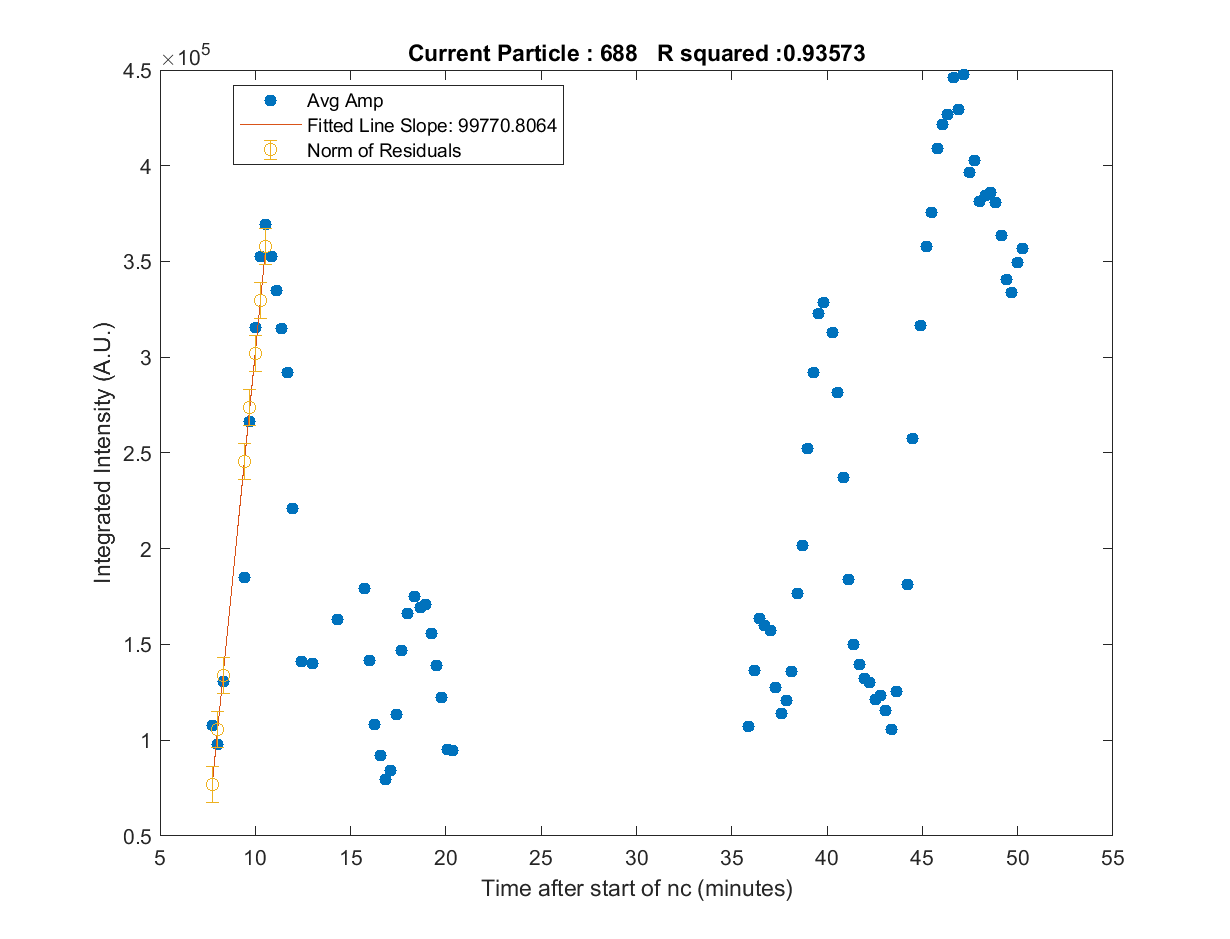 Current Particle : 688 R squared :0.93573
×10^5
4.5
4
3.5
3
2.5
2
1.5
1
0.5
Integrated Intensity (A.U.)
Avg Amp
Fitted Line Slope: 99770.8064
Norm of Residuals
5 10 15 20 25 30 35 40 45 50 55
Time after start of nc (minutes)